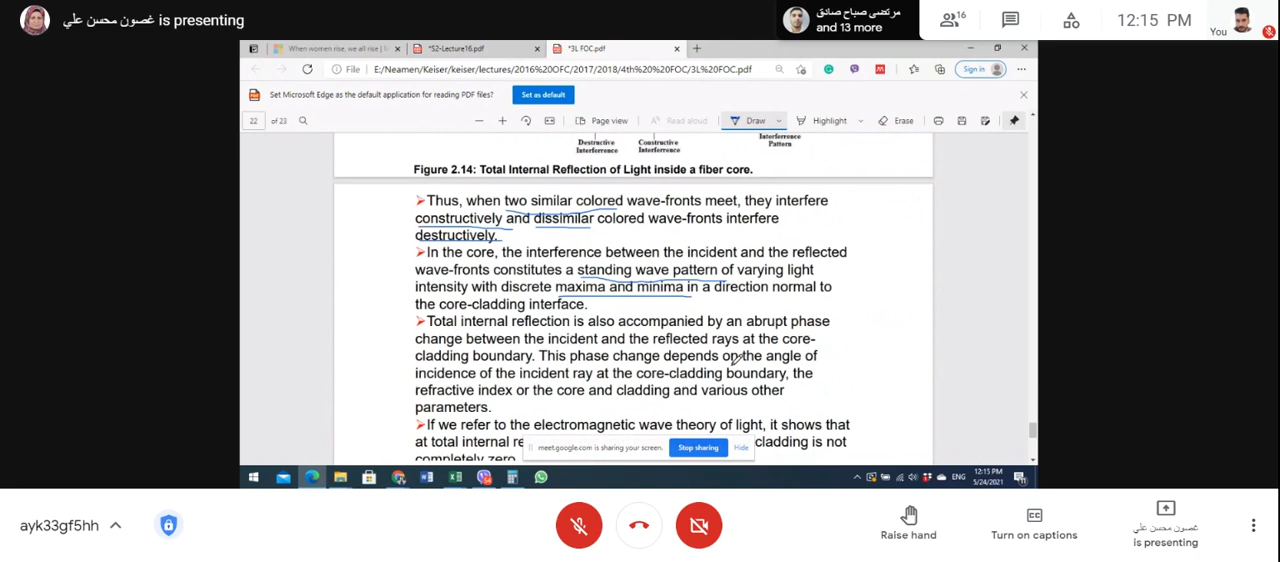 غصون محسن علي is presenting
مرتضى صباح صادق
and 13 more
16
12:15 PM
You
When women rise, we all rise | M
*S2-Lecture16.pdf
*3L FOC.pdf
File
E:/Neamen/Keiser/keiser/lectures/2016%20OFC/2017/2018/4th%20%20FOC/3L%20FOC.pdf
Sign in
Set Microsoft Edge as the default application for reading PDF files?
Set as default
22 of 23
Page view
Read aloud
Draw
Highlight
Erase
Destructive
Interference
Constructive
Interference
Interference
Pattern
Figure 2.14: Total Internal Reflection of Light inside a fiber core.
➢Thus, when two similar colored wave-fronts meet, they interfere
constructively and dissimilar colored wave-fronts interfere
destructively.
➢In the core, the interference between the incident and the reflected
wave-fronts constitutes a standing wave pattern of varying light
intensity with discrete maxima and minima in a direction normal to
the core-cladding interface.
➢Total internal reflection is also accompanied by an abrupt phase
change between the incident and the reflected rays at the core-
cladding boundary. This phase change depends on the angle of
incidence of the incident ray at the core-cladding boundary, the
refractive index or the core and cladding and various other
parameters.
➢If we refer to the electromagnetic wave theory of light, it shows that
at total internal re
cladding is not
completely zero
meet.google.com is sharing your screen.
Stop sharing
Hide
ENG
12:15 PM
5/24/2021
ayk33gf5hh
Raise hand
Turn on captions
غصون محسن علي
is presenting